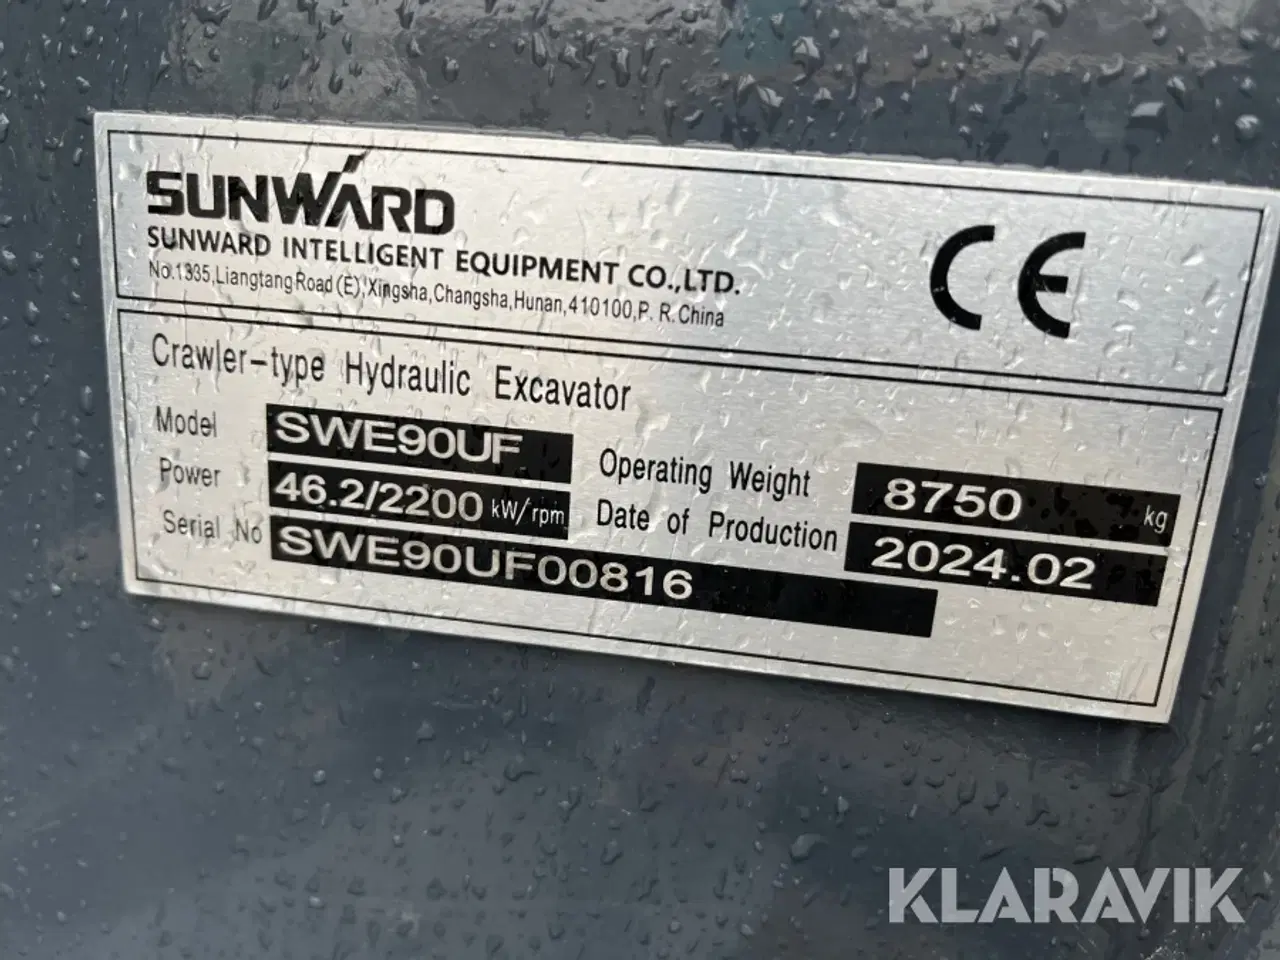 SUNWARD
SUNWARD INTELLIGENT EQUIPMENT CO.,LTD.
No.1335,Liangtang Road (E),Xingsha,Changsha,Hunan,410100,P. R. China
CE
Crawler-type Hydraulic Excavator
Model SWE90UF Operating Weight 8750 kg
Power 46.2/2200 kW/rpm Date of Production 2024.02
Serial No SWE90UF00816
KLARAVIK